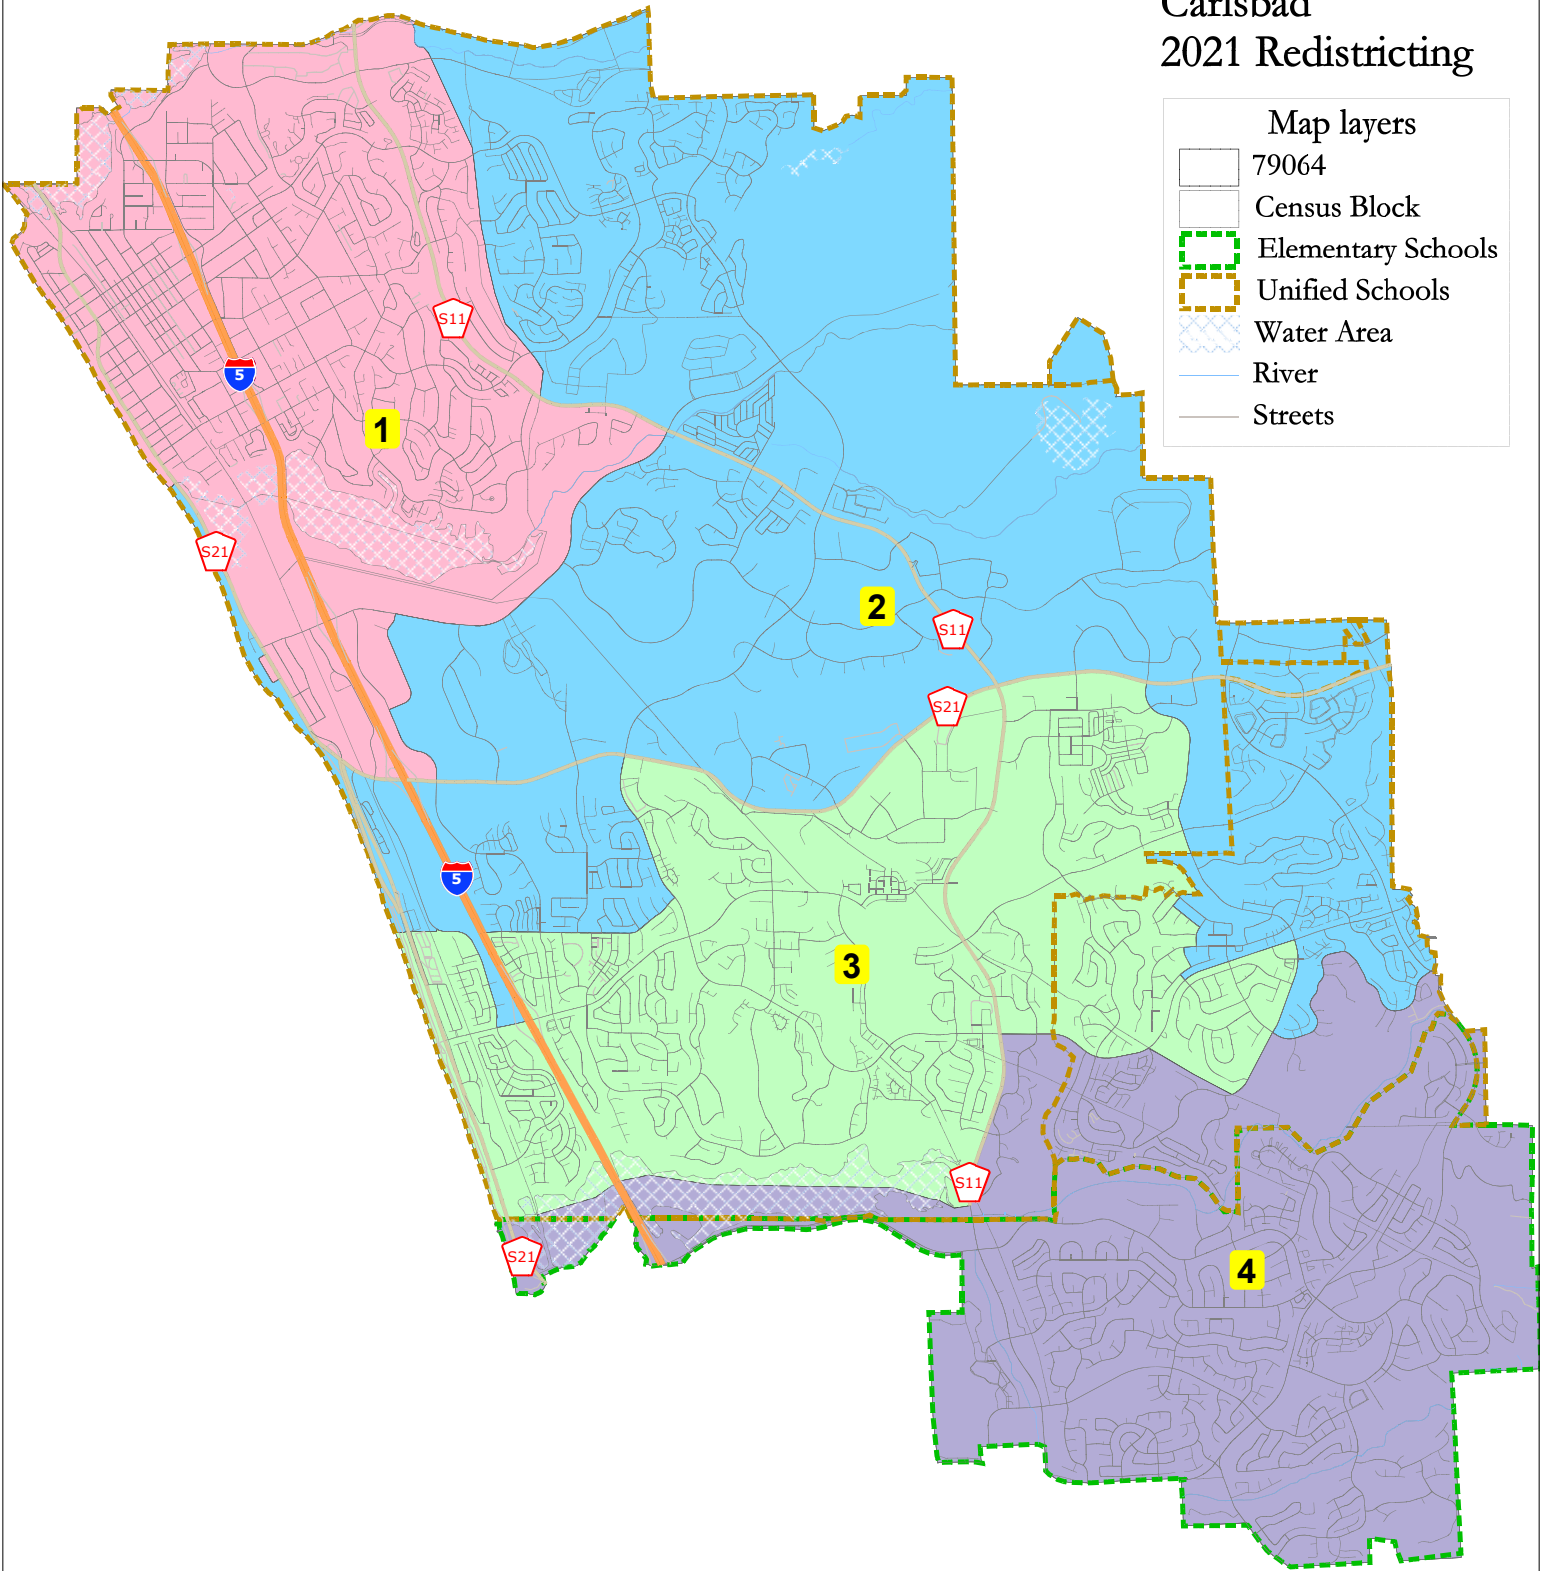 Carlsbad
2021 Redistricting
Map layers
79064
Census Block
Elementary Schools
Unified Schools
Water Area
River
Streets
S11
5
1
S21
2
S11
S21
5
3
S11
S21
4